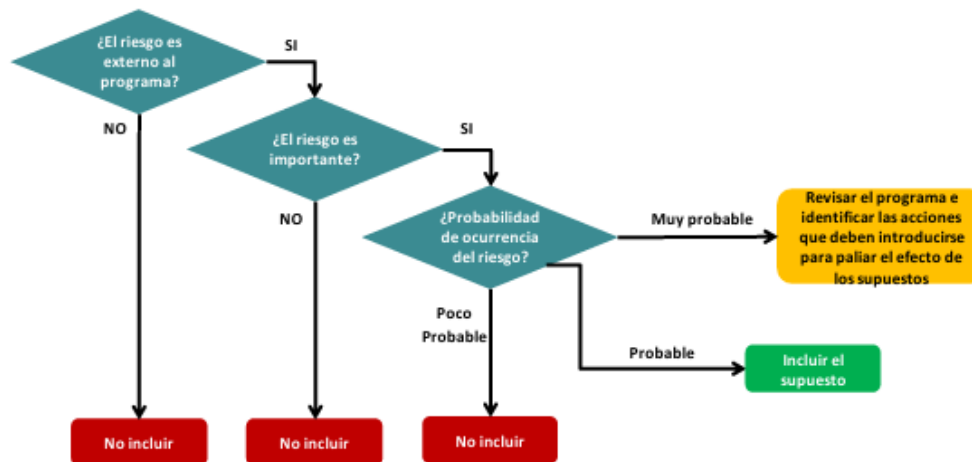 ¿El riesgo es
externo al
programa?
SI
NO
¿El riesgo es
importante?
SI
NO
¿Probabilidad
de ocurrencia
del riesgo?
Muy probable
Revisar el programa e
identificar las acciones
que deben introducirse
para paliar el efecto de
los supuestos
Poco
Probable
Probable
Incluir el
supuesto
No incluir
No incluir
No incluir